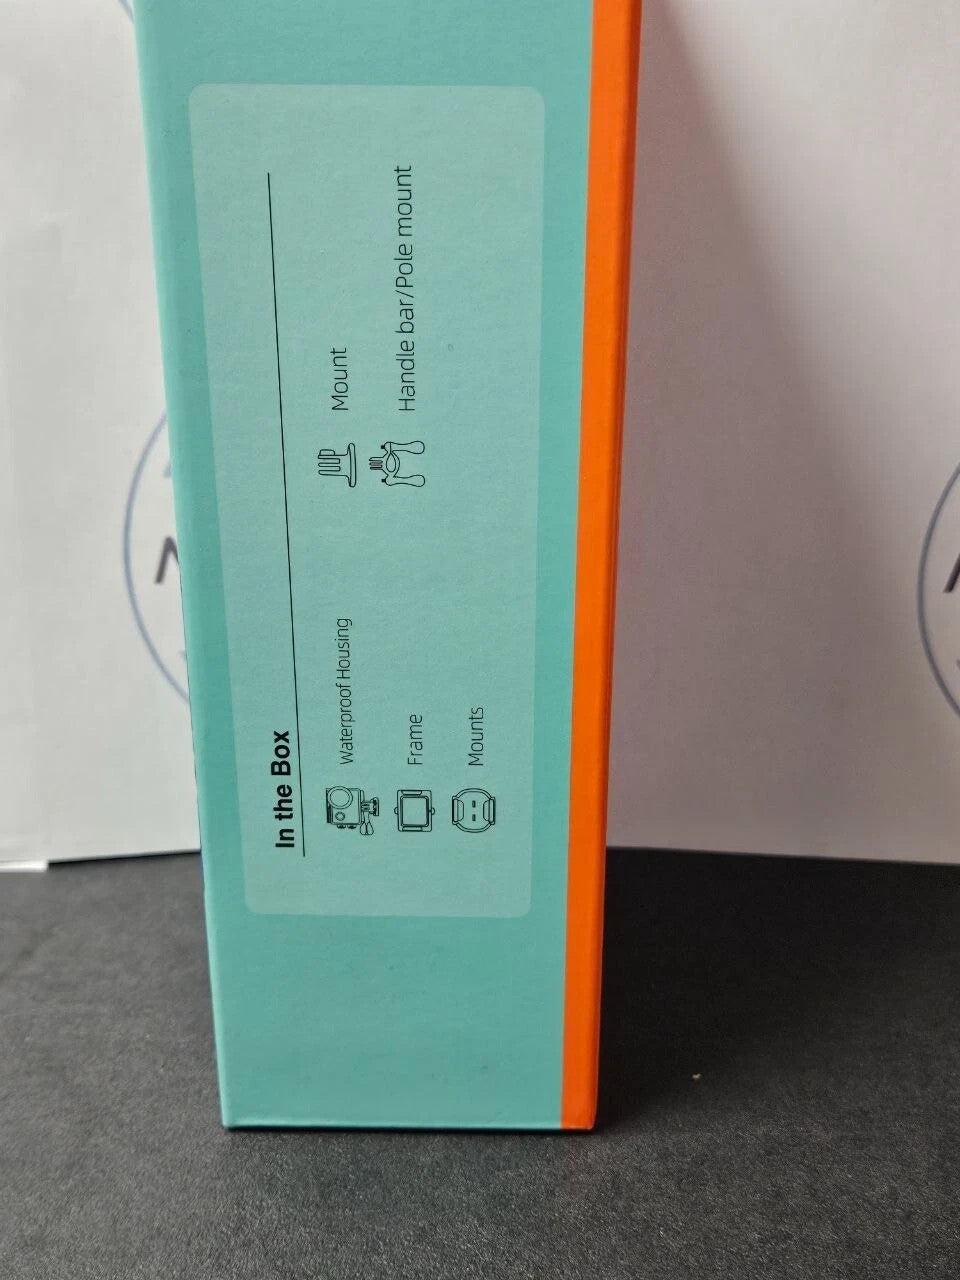 In the Box
Waterproof Housing
Frame
Mounts
Mount
Handle bar/Pole mount